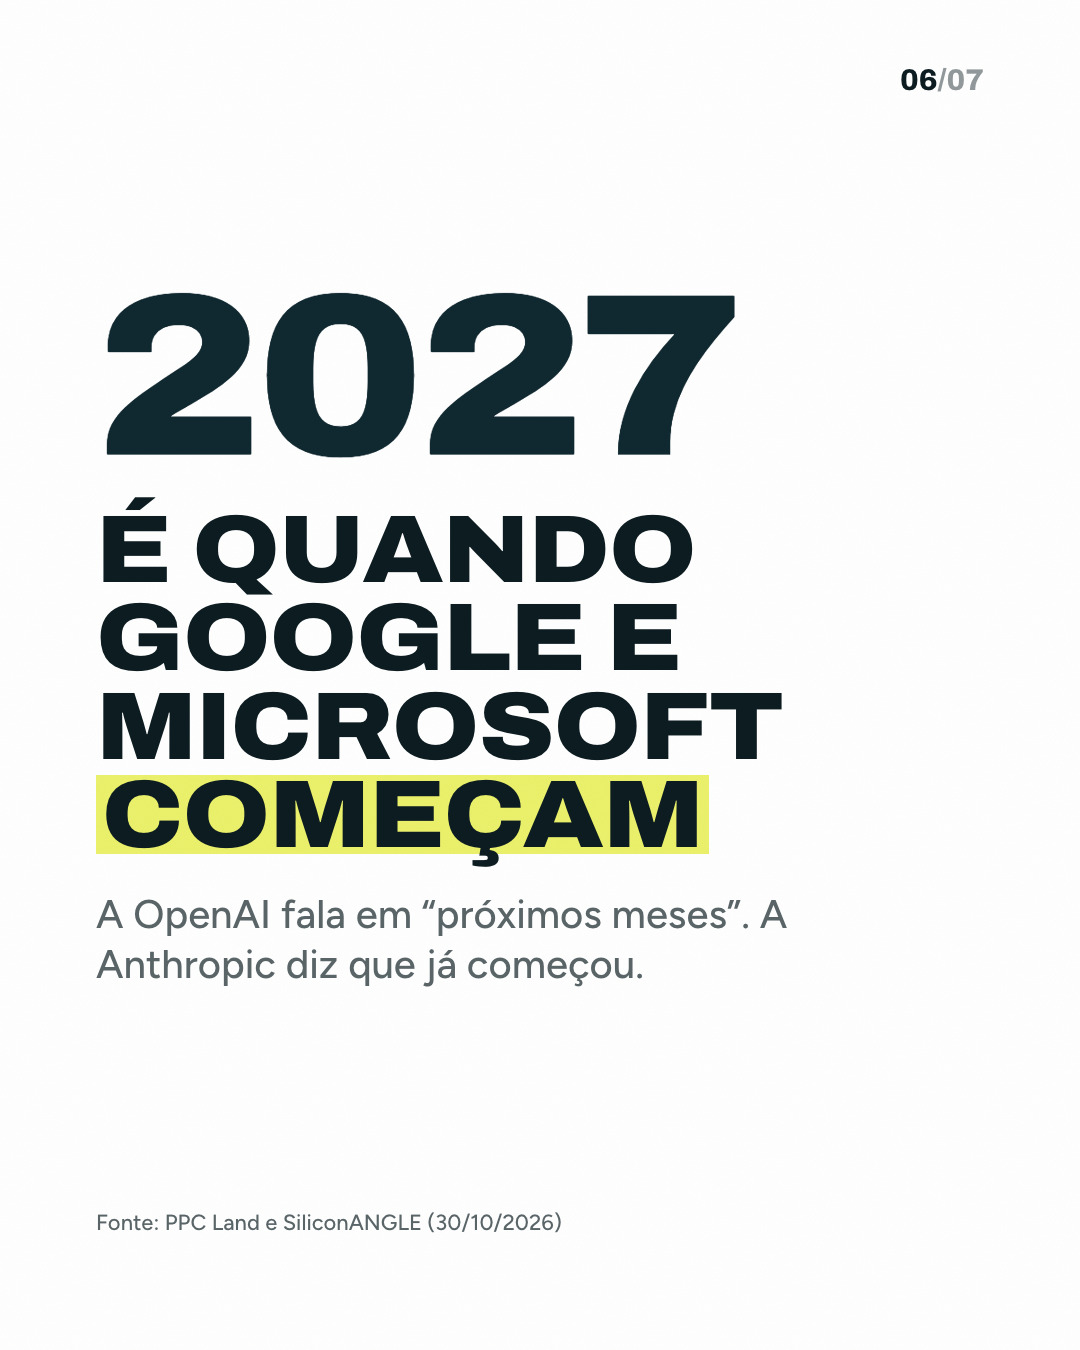 06/07
2027
É QUANDO
GOOGLE E
MICROSOFT
COMEÇAM
A OpenAI fala em “próximos meses”. A
Anthropic diz que já começou.
Fonte: PPC Land e SiliconANGLE (30/10/2026)